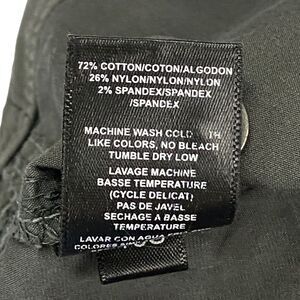 72% COTTON/COTON/ALGODON
26% NYLON/NYLON/NYLON
2% SPANDEX/SPANDEX
/SPANDEX
MACHINE WASH COLD
LIKE COLORS, NO BLEACH
TUMBLE DRY LOW
LAVAGE MACHINE
BASSE TEMPERATURE
(CYCLE DELICAT)
PAS DE JAVEL
SECHAGE A BASSE
TEMPERATURE
LAVAR CON AGUA
COLORES